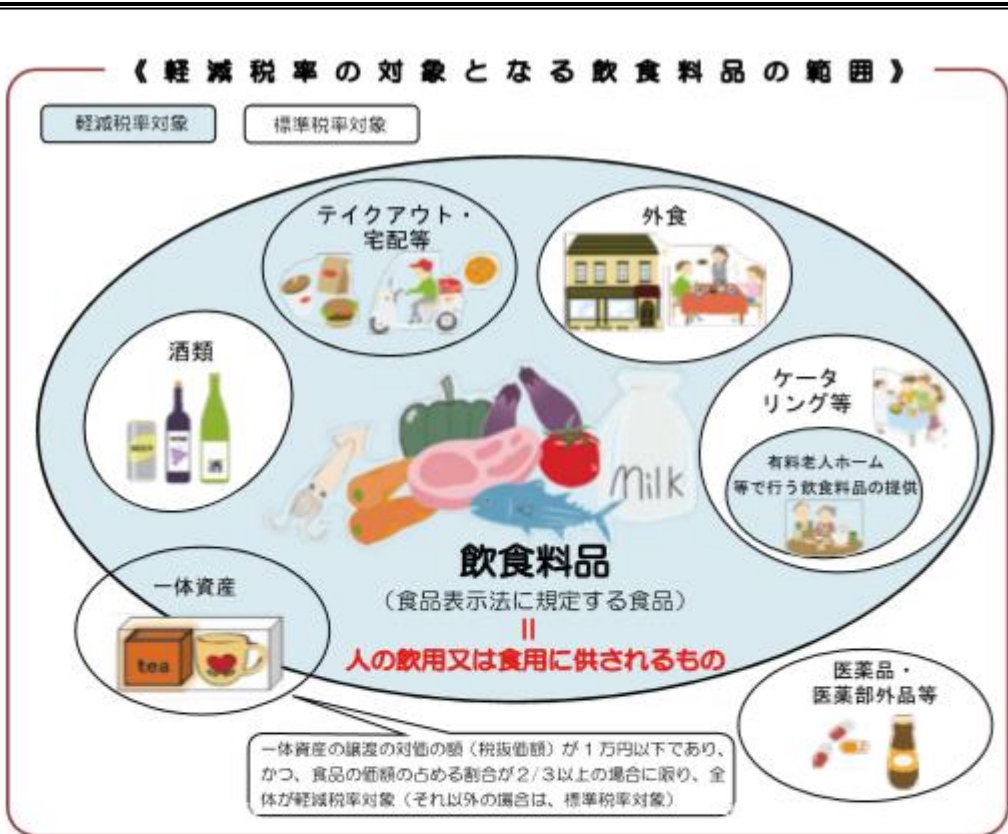 《軽減税率の対象となる飲食料品の範囲》
軽減税率対象
標準税率対象
テイクアウト・
宅配等
外食
酒類
ケータ
リング等
有料老人ホーム
等で行う飲食料品の提供
Milk
飲食料品
(食品表示法に規定する食品)
=
人の飲用又は食用に供されるもの
一体資産
tea
医薬品・
医薬部外品等
一体資産の譲渡の対価の額(税抜価額)が1万円以下であり、
かつ、食品の価額の占める割合が2/3以上の場合に限り、全
体が軽減税率対象(それ以外の場合は、標準税率対象)
酒